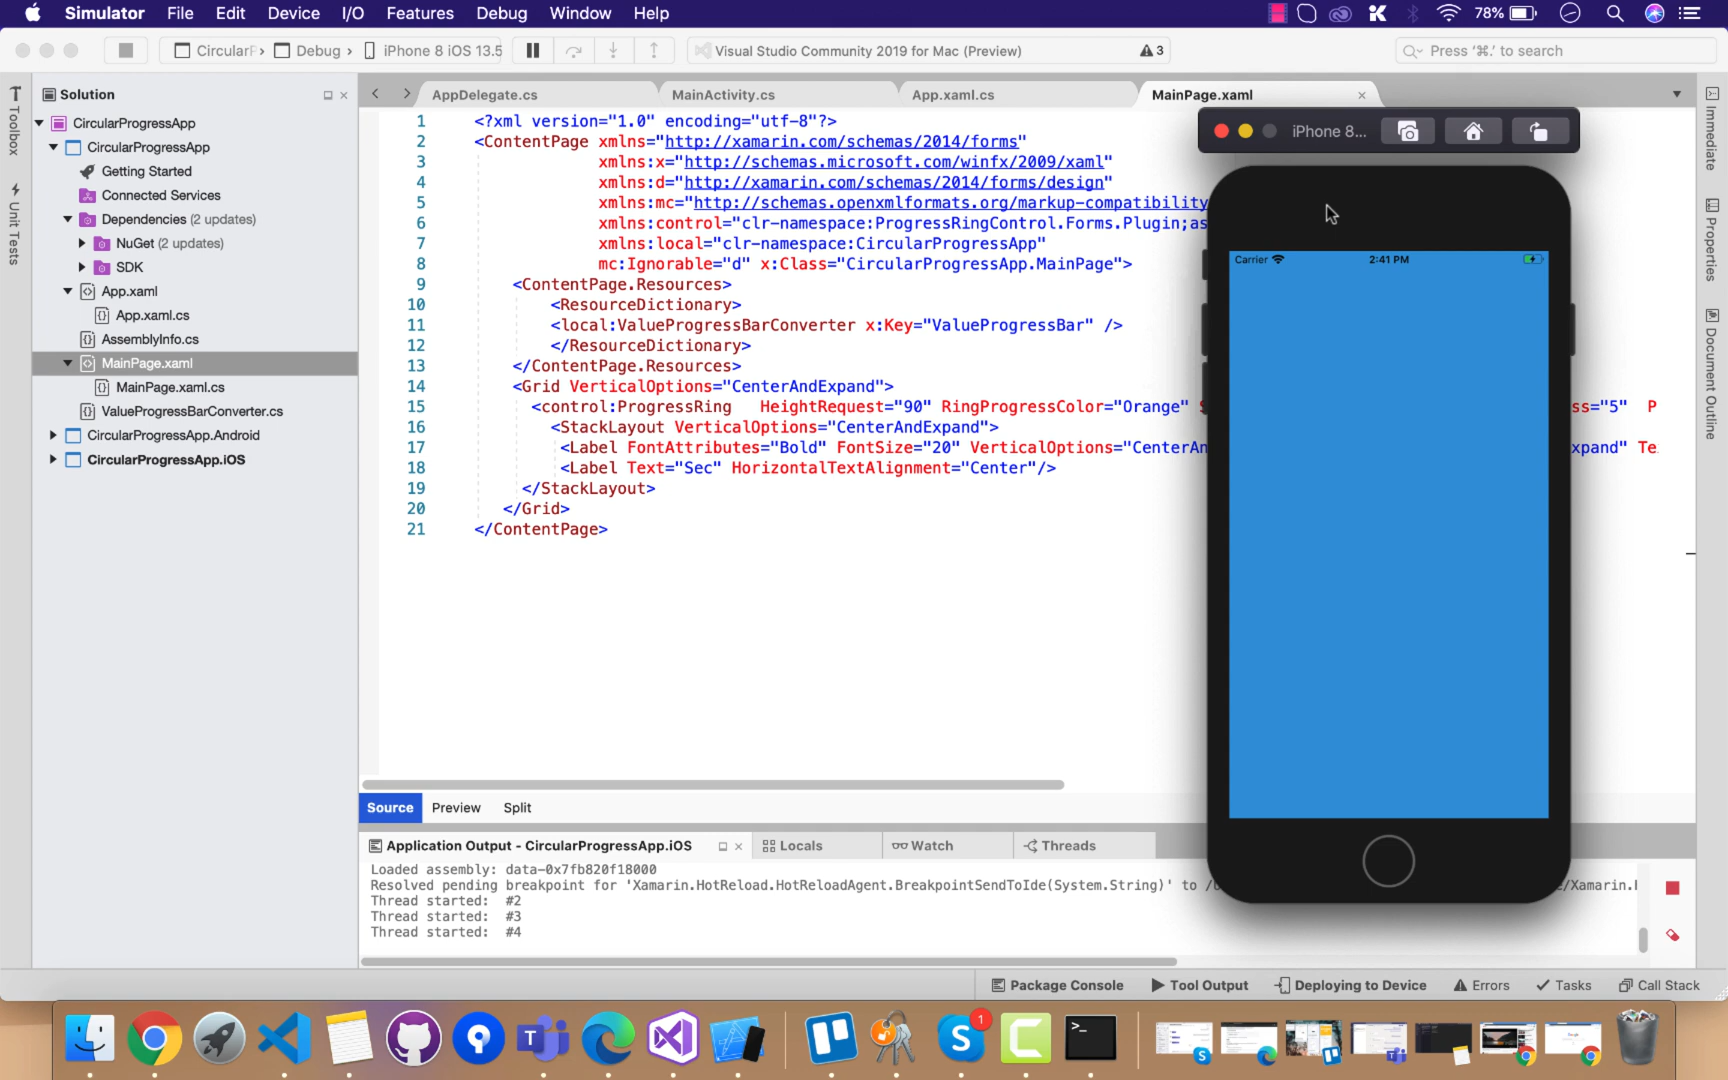 Simulator File Edit Device I/O Features Debug Window Help 78%
CircularP › Debug › iPhone 8 iOS 13.5 Visual Studio Community 2019 for Mac (Preview) 3 Press ‘⌘.’ to search
Toolbox
Unit Tests
Solution
CircularProgressApp
CircularProgressApp
Getting Started
Connected Services
Dependencies (2 updates)
NuGet (2 updates)
SDK
App.xaml
App.xaml.cs
AssemblyInfo.cs
MainPage.xaml
MainPage.xaml.cs
ValueProgressBarConverter.cs
CircularProgressApp.Android
CircularProgressApp.iOS
AppDelegate.cs MainActivity.cs App.xaml.cs MainPage.xaml
1 <?xml version="1.0" encoding="utf-8"?>
2 <ContentPage xmlns="http://xamarin.com/schemas/2014/forms"
3 xmlns:x="http://schemas.microsoft.com/winfx/2009/xaml"
4 xmlns:d="http://xamarin.com/schemas/2014/forms/design"
5 xmlns:mc="http://schemas.openxmlformats.org/markup-compatibility
6 xmlns:control="clr-namespace:ProgressRingControl.Forms.Plugin;as
7 xmlns:local="clr-namespace:CircularProgressApp"
8 mc:Ignorable="d" x:Class="CircularProgressApp.MainPage">
9 <ContentPage.Resources>
10 <ResourceDictionary>
11 <local:ValueProgressBarConverter x:Key="ValueProgressBar" />
12 </ResourceDictionary>
13 </ContentPage.Resources>
14 <Grid VerticalOptions="CenterAndExpand">
15 <control:ProgressRing HeightRequest="90" RingProgressColor="Orange" ss="5" P
16 <StackLayout VerticalOptions="CenterAndExpand">
17 <Label FontAttributes="Bold" FontSize="20" VerticalOptions="CenterAn xpand" Te
18 <Label Text="Sec" HorizontalTextAlignment="Center"/>
19 </StackLayout>
20 </Grid>
21 </ContentPage>
iPhone 8...
Carrier 2:41 PM
Immediate
Properties
Document Outline
Source Preview Split
Application Output - CircularProgressApp.iOS Locals Watch Threads
Loaded assembly: data-0x7fb820f18000
Resolved pending breakpoint for 'Xamarin.HotReload.HotReloadAgent.BreakpointSendToIde(System.String)' to /Xamarin.
Thread started: #2
Thread started: #3
Thread started: #4
Package Console Tool Output Deploying to Device Errors Tasks Call Stack
1